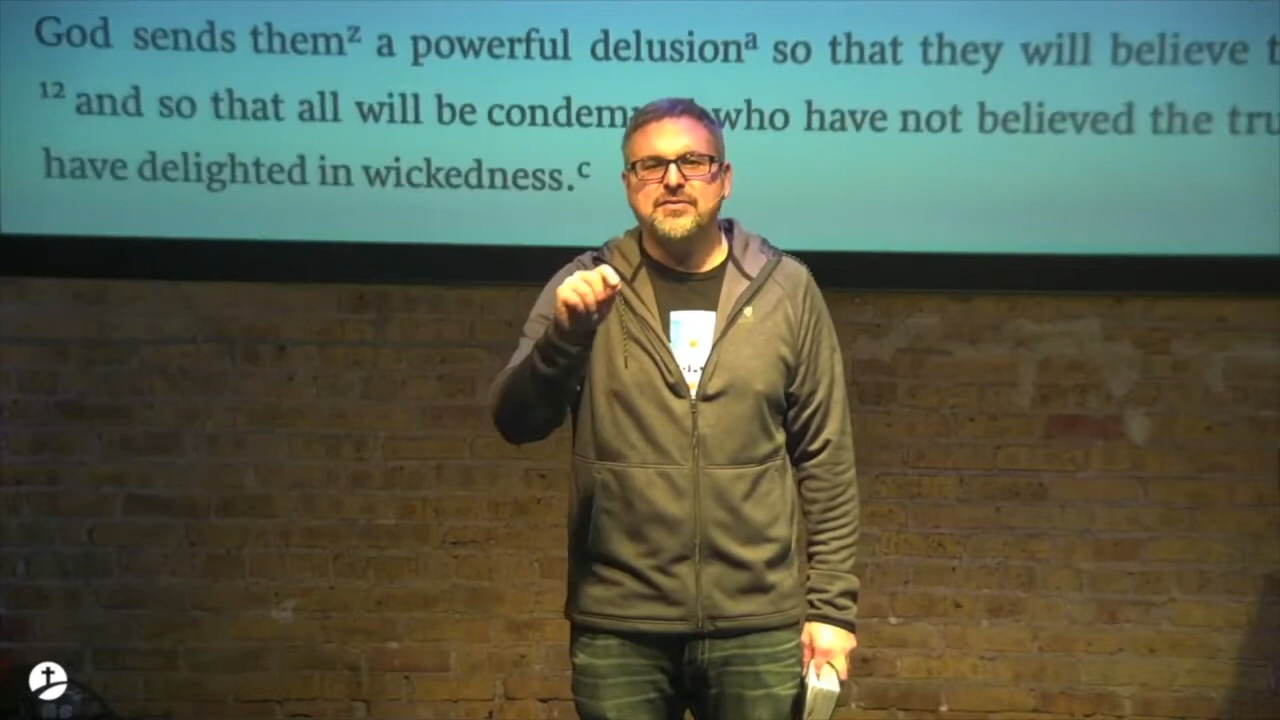 God sends themᶻ a powerful delusionᵃ so that they will believe t
¹² and so that all will be condem who have not believed the tru
have delighted in wickedness.ᶜ